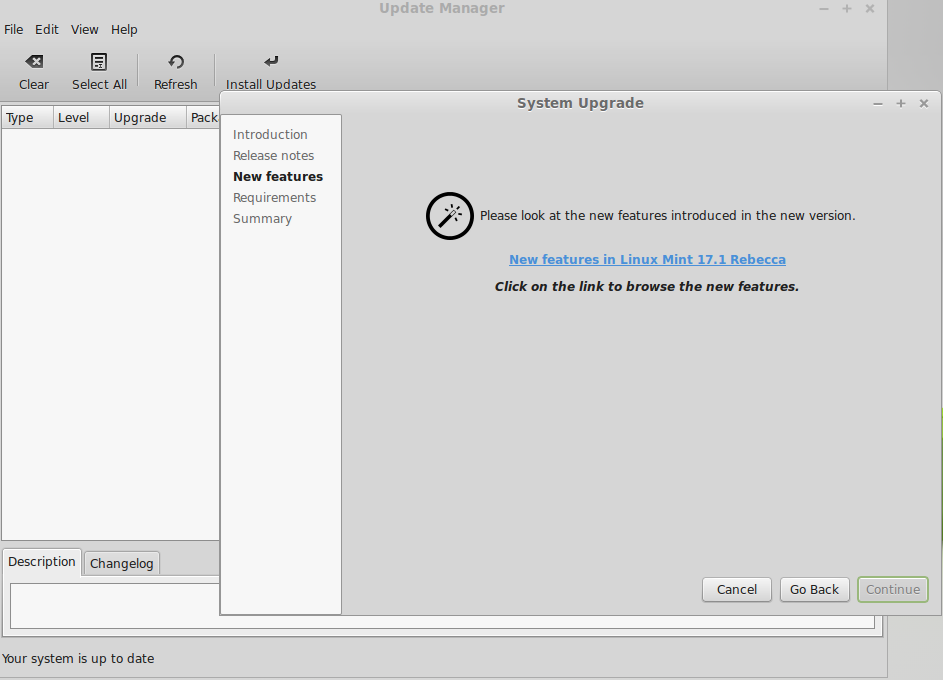 Update Manager
File Edit View Help
Clear Select All Refresh Install Updates
System Upgrade
Type Level Upgrade Pack
Introduction
Release notes
New features
Requirements
Summary
Please look at the new features introduced in the new version.
New features in Linux Mint 17.1 Rebecca
Click on the link to browse the new features.
Cancel Go Back Continue
Description Changelog
Your system is up to date